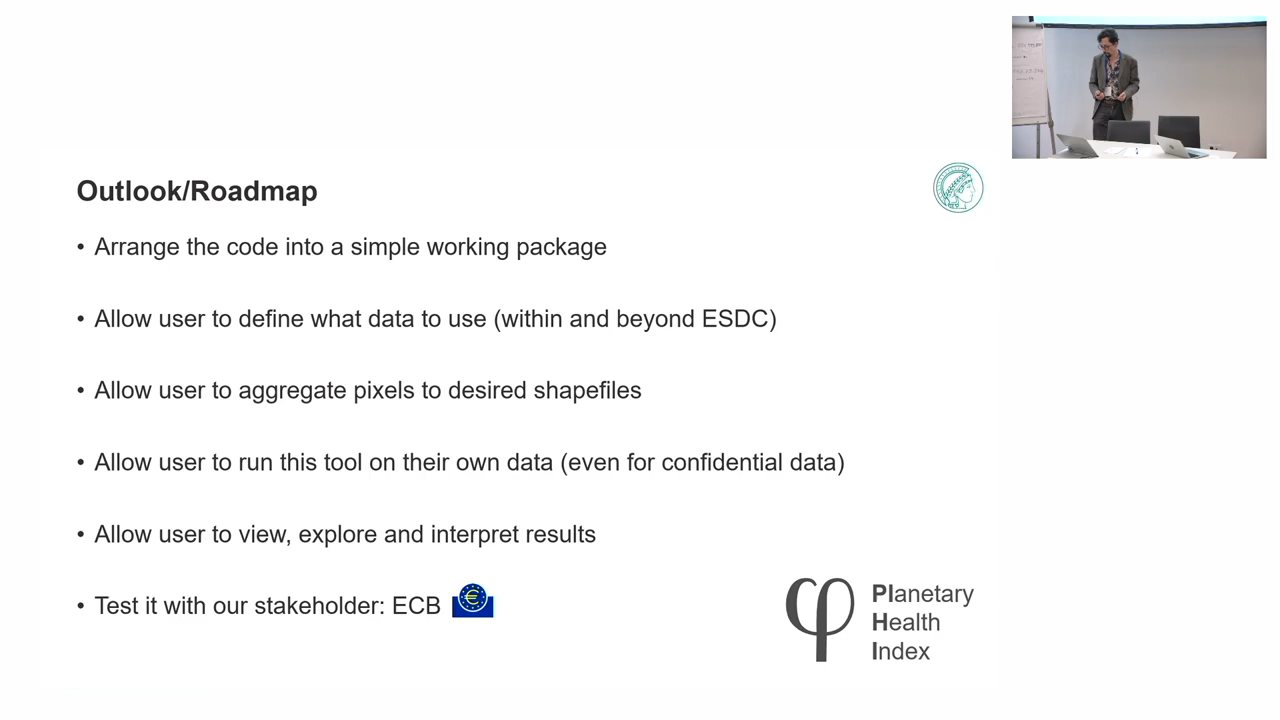 Outlook/Roadmap
• Arrange the code into a simple working package
• Allow user to define what data to use (within and beyond ESDC)
• Allow user to aggregate pixels to desired shapefiles
• Allow user to run this tool on their own data (even for confidential data)
• Allow user to view, explore and interpret results
• Test it with our stakeholder: ECB
φ
Planetary
Health
Index